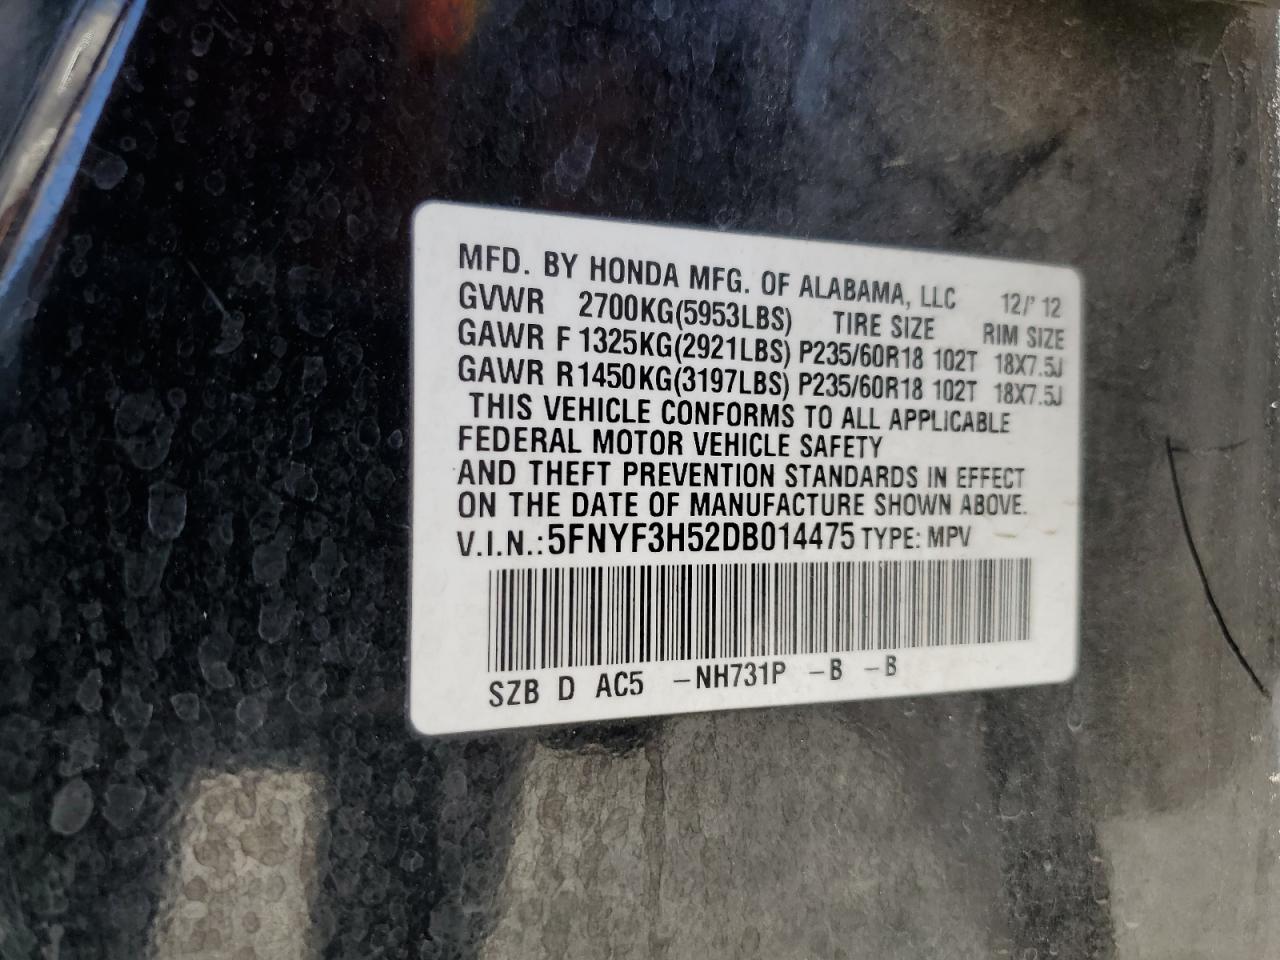 MFD. BY HONDA MFG. OF ALABAMA, LLC 12/' 12
GVWR 2700KG(5953LBS) TIRE SIZE RIM SIZE
GAWR F 1325KG(2921LBS) P235/60R18 102T 18X7.5J
GAWR R1450KG(3197LBS) P235/60R18 102T 18X7.5J
THIS VEHICLE CONFORMS TO ALL APPLICABLE
FEDERAL MOTOR VEHICLE SAFETY
AND THEFT PREVENTION STANDARDS IN EFFECT
ON THE DATE OF MANUFACTURE SHOWN ABOVE.
V.I.N.: 5FNYF3H52DB014475 TYPE: MPV
SZB D AC5 -NH731P -B -B